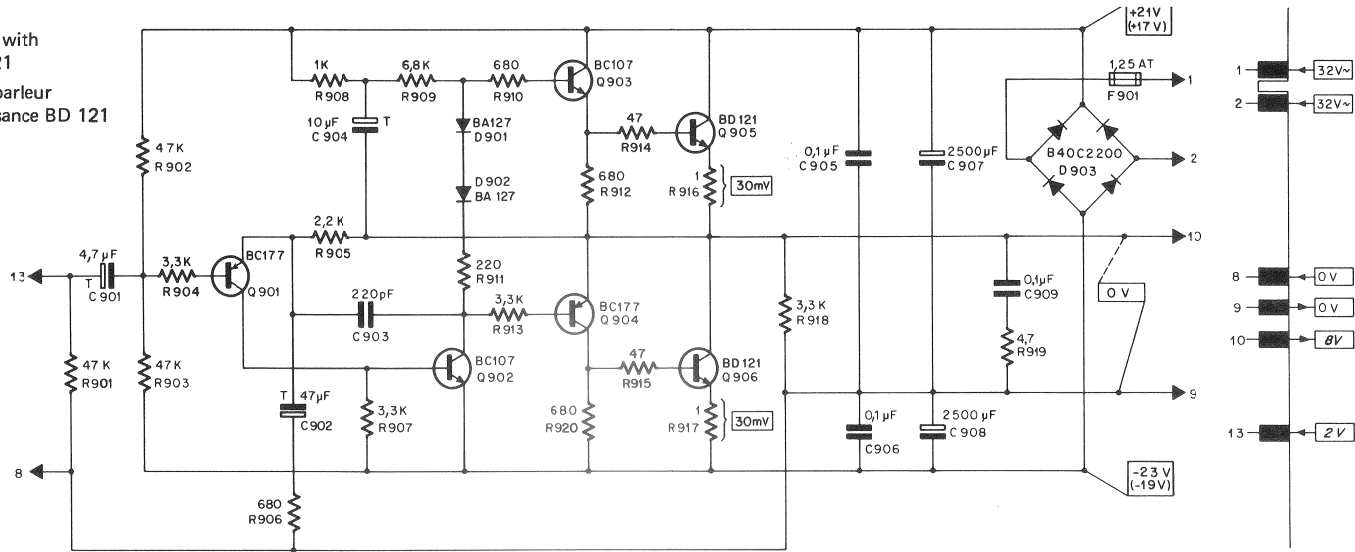 with
21
parleur
sance BD 121
+21V
(+17V)
1K
R908
6,8K
R909
680
R910
BC107
Q903
1,25 AT
F901
1
1
32V~
2
32V~
10µF
C904
T
BA127
D901
47
R914
BD121
Q905
47K
R902
0,1µF
C905
2500µF
C907
B40C2200
D903
2
D902
BA 127
680
R912
1
R916
30mV
2,2K
R905
10
4,7µF
T
C901
13
3,3K
R904
BC177
Q901
220
R911
0,1µF
C909
0 V
8
0 V
9
0 V
220pF
C903
3,3K
R913
BC177
Q904
3,3K
R918
4,7
R919
10
8V
47K
R901
47K
R903
BC107
Q902
47
R915
BD121
Q906
9
T
47µF
C902
3,3K
R907
680
R920
1
R917
30mV
0,1µF
C906
2500µF
C908
13
2V
8
-23V
(-19V)
680
R906